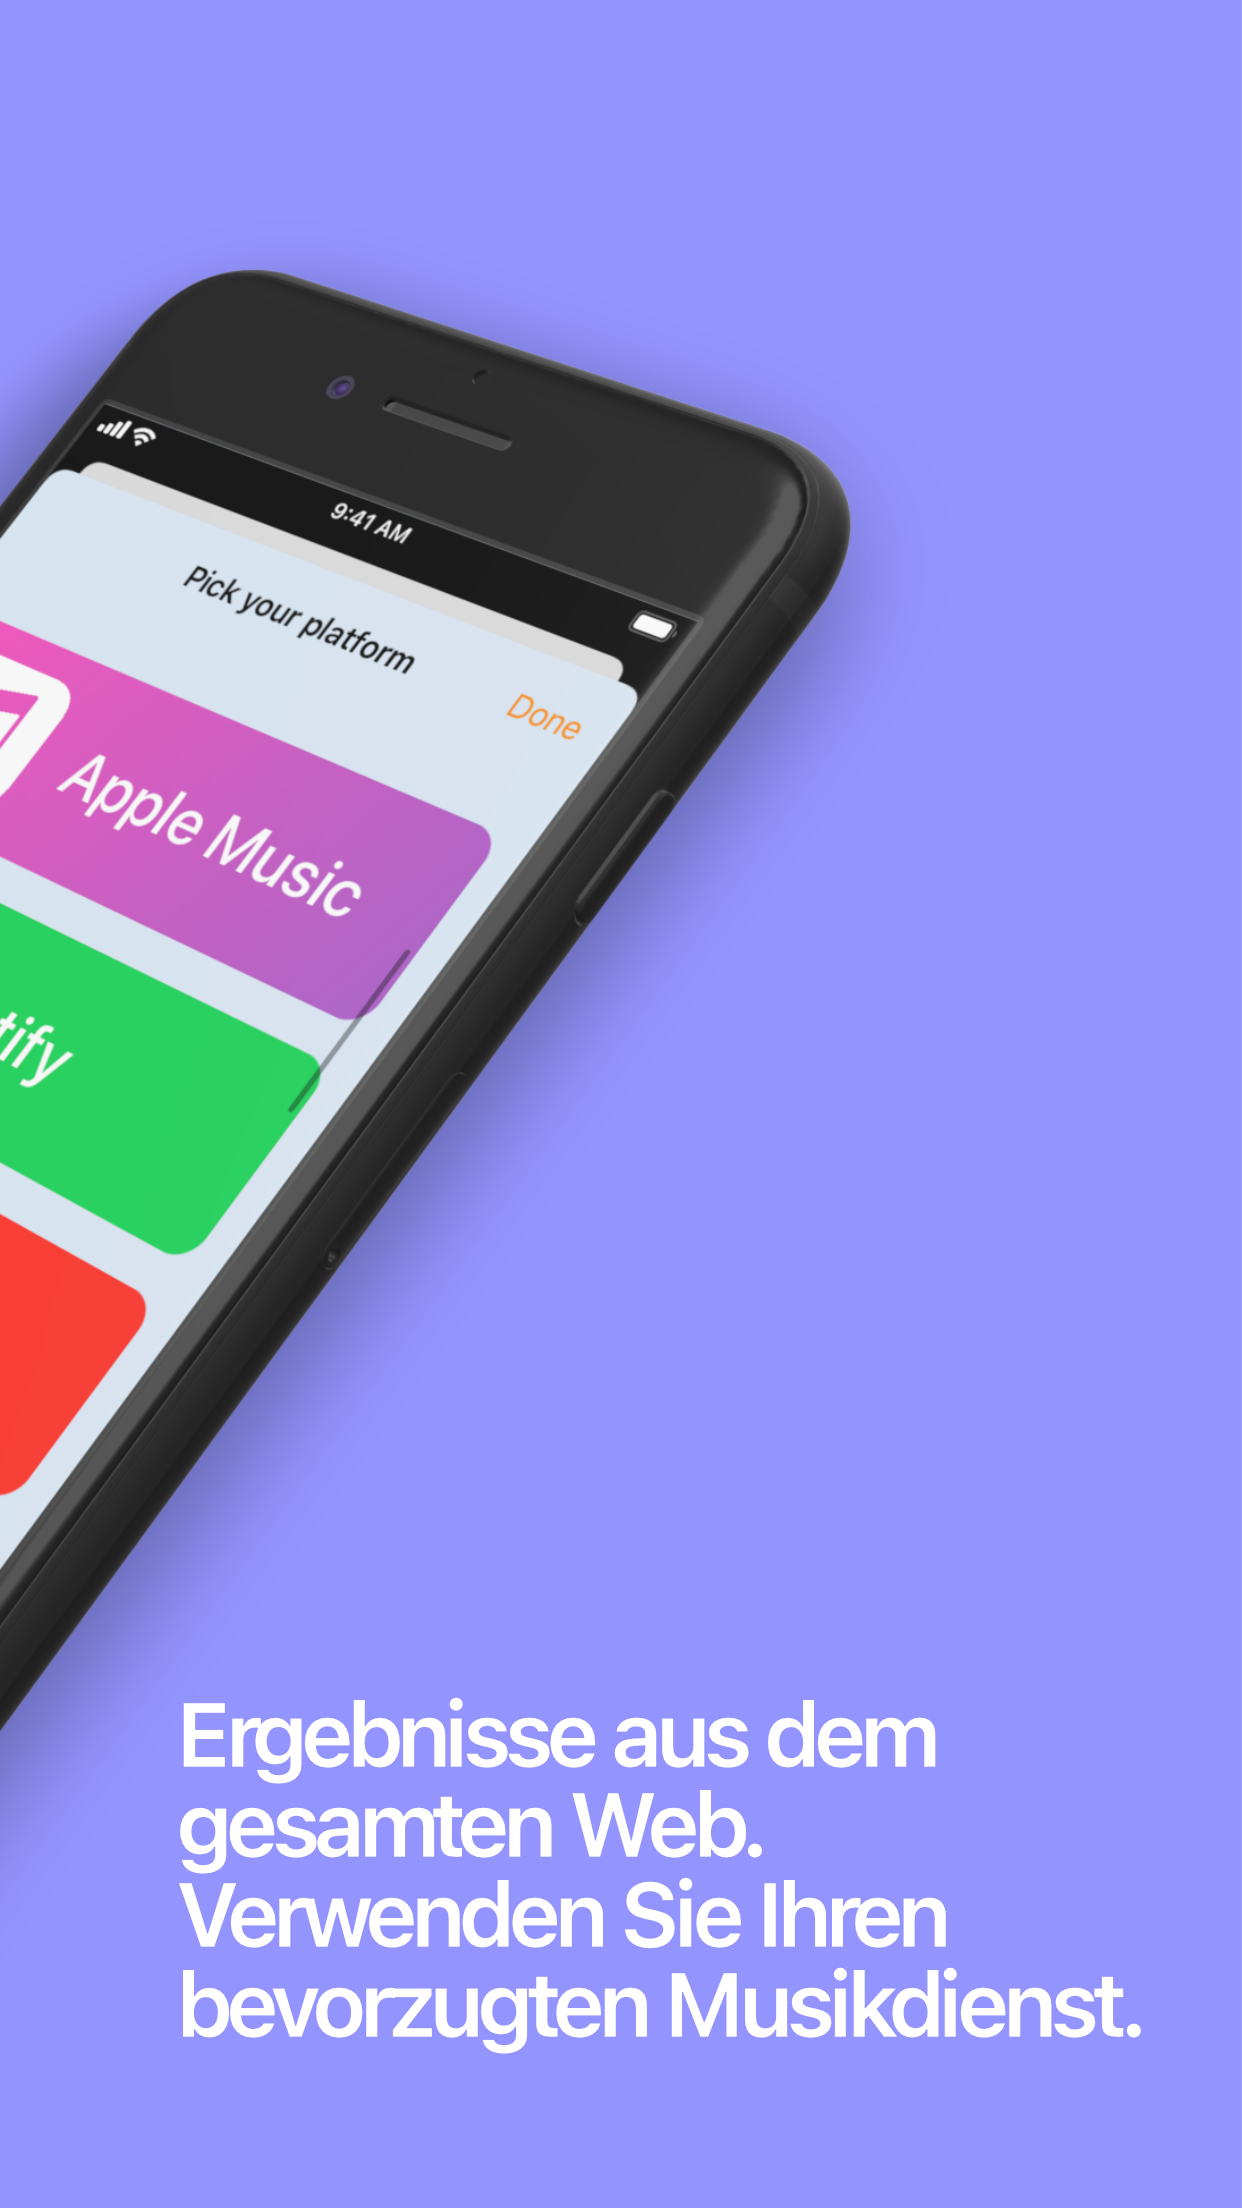 9:41 AM
Pick your platform
Done
Apple Music
tify
Ergebnisse aus dem
gesamten Web.
Verwenden Sie Ihren
bevorzugten Musikdienst.